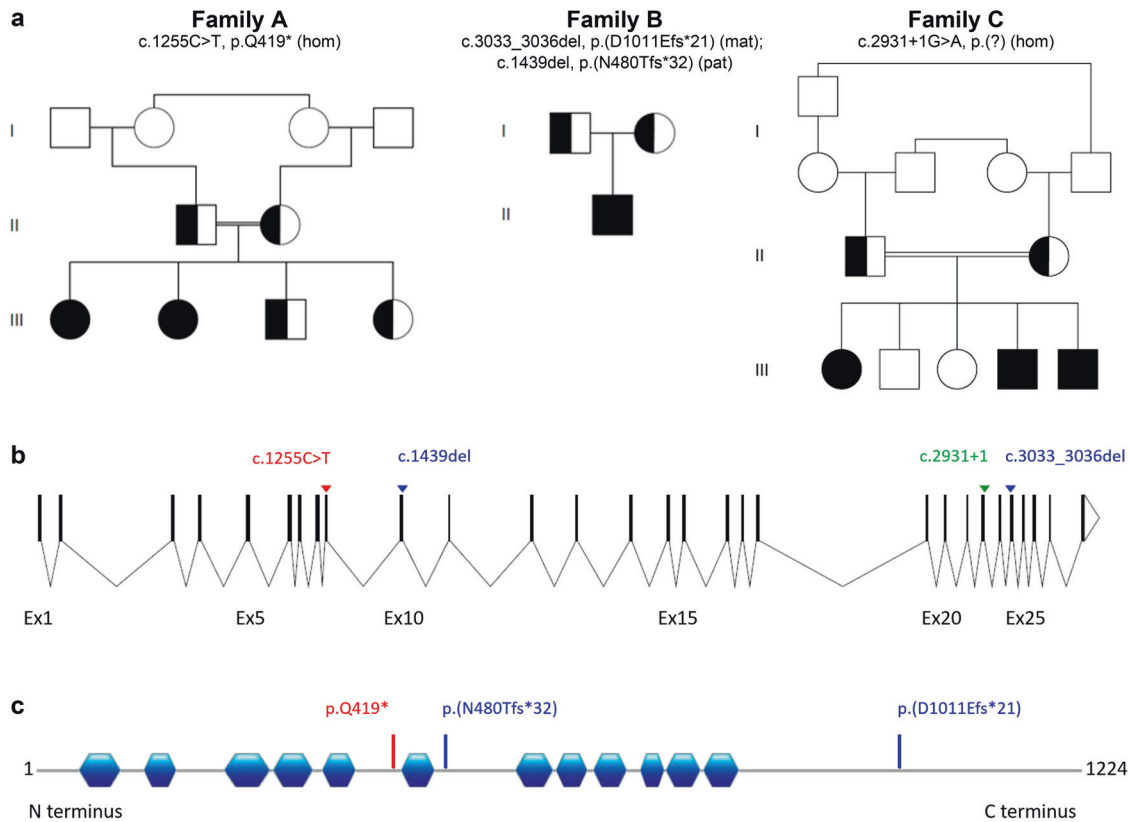 a
Family A
c.1255C>T, p.Q419* (hom)
Family B
c.3033_3036del, p.(D1011Efs*21) (mat);
c.1439del, p.(N480Tfs*32) (pat)
Family C
c.2931+1G>A, p.(?) (hom)
I
II
III
I
II
I
II
III
b
c.1255C>T
c.1439del
c.2931+1
c.3033_3036del
Ex1
Ex5
Ex10
Ex15
Ex20
Ex25
c
p.Q419*
p.(N480Tfs*32)
p.(D1011Efs*21)
1
1224
N terminus
C terminus